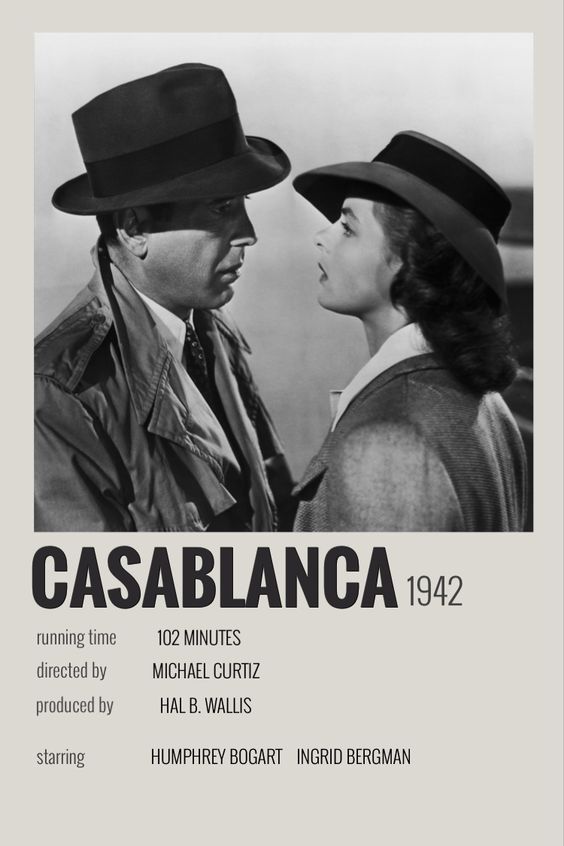 CASABLANCA 1942
running time 102 MINUTES
directed by MICHAEL CURTIZ
produced by HAL B. WALLIS
starring HUMPHREY BOGART INGRID BERGMAN